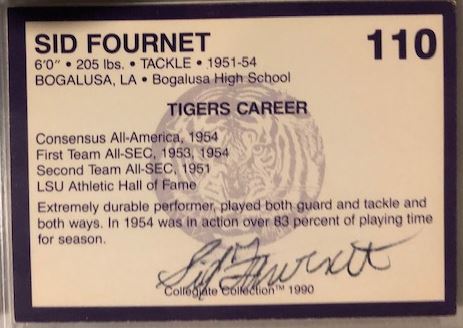 SID FOURNET 110
6'0" • 205 lbs. • TACKLE • 1951-54
BOGALUSA, LA • Bogalusa High School
TIGERS CAREER
Consensus All-America, 1954
First Team All-SEC, 1953, 1954
Second Team All-SEC, 1951
LSU Athletic Hall of Fame
Extremely durable performer, played both guard and tackle and
both ways. In 1954 was in action over 83 percent of playing time
for season.
Sid Fournet
Collegiate Collection™ 1990